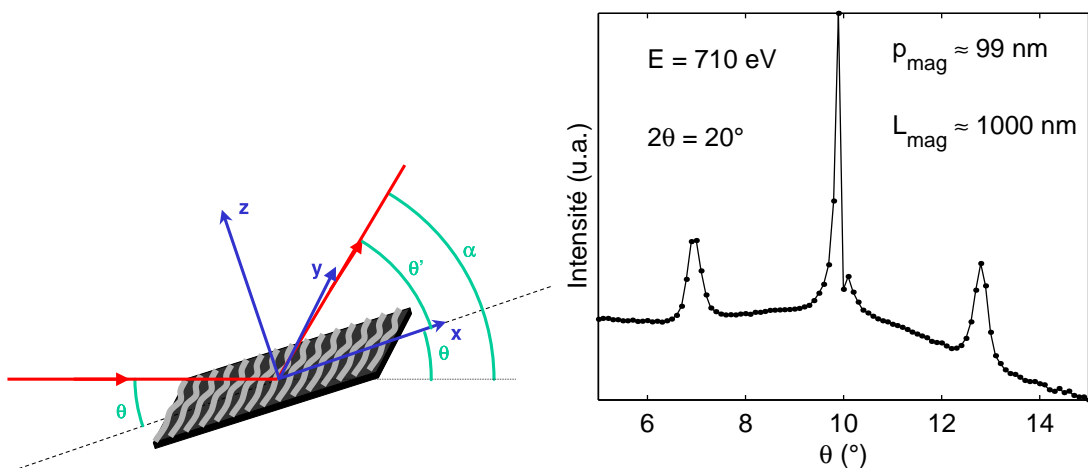 z
y
θ'
α
x
θ
θ
E = 710 eV
p_mag ≈ 99 nm
2θ = 20°
L_mag ≈ 1000 nm
Intensité (u.a.)
6 8 10 12 14
θ (°)